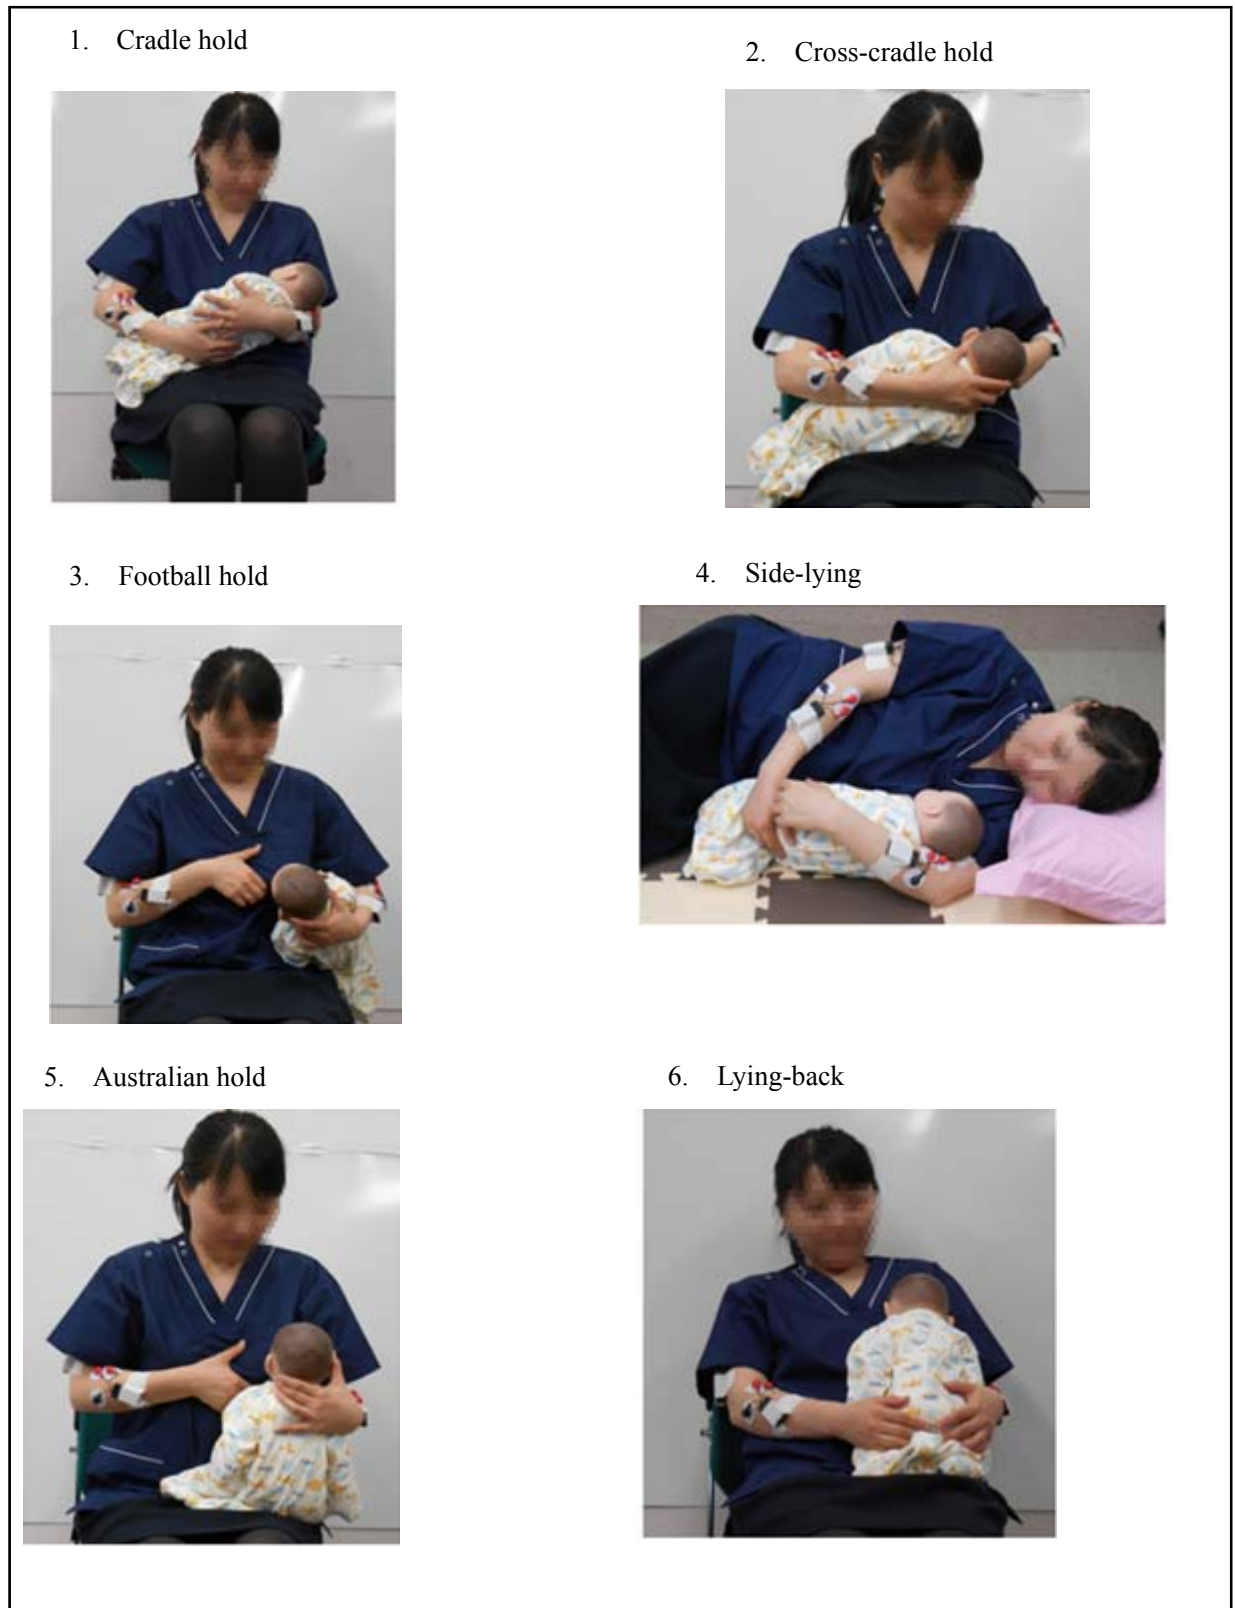 1. Cradle hold
2. Cross-cradle hold
3. Football hold
4. Side-lying
5. Australian hold
6. Lying-back